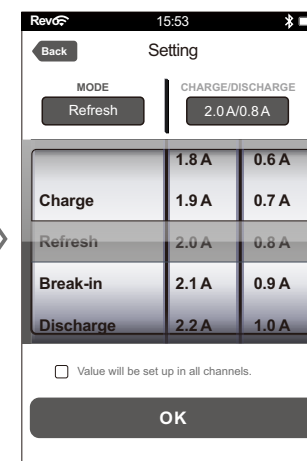 Revo 15:53
Back Setting
MODE CHARGE/DISCHARGE
Refresh 2.0 A/0.8 A
1.8 A 0.6 A
Charge 1.9 A 0.7 A
Refresh 2.0 A 0.8 A
Break-in 2.1 A 0.9 A
Discharge 2.2 A 1.0 A
Value will be set up in all channels.
OK